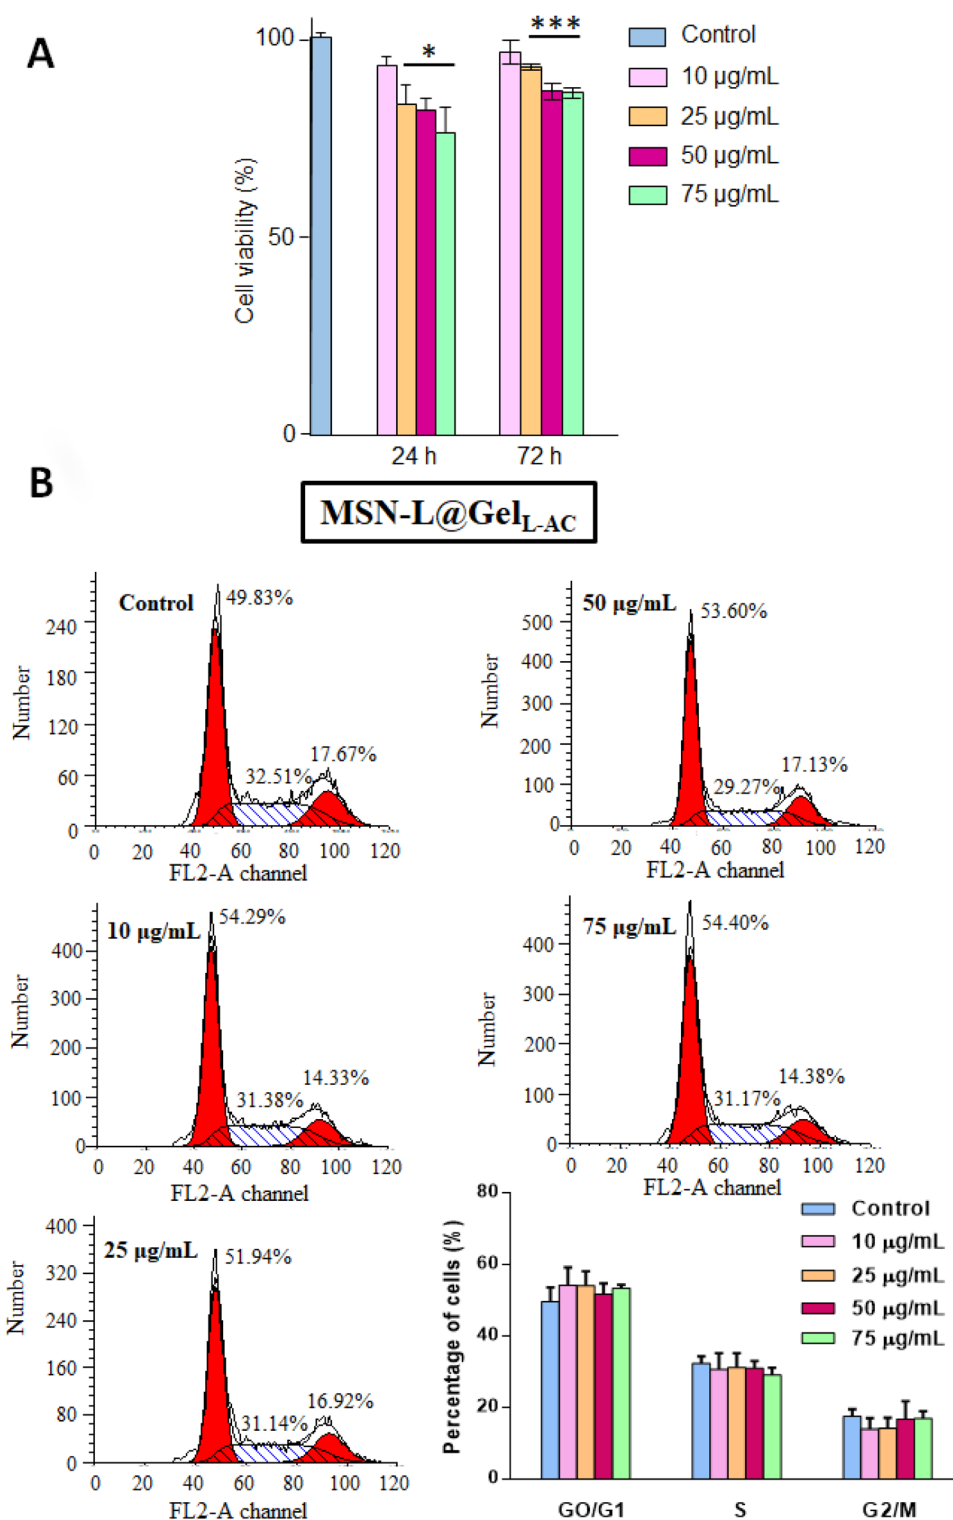 A
100
50
0
Cell viability (%)
*
***
24 h
72 h
Control
10 µg/mL
25 µg/mL
50 µg/mL
75 µg/mL
B
MSN-L@GelL-AC
Control
49.83%
32.51%
17.67%
240
180
120
60
0
Number
0 20 40 60 80 100 120
FL2-A channel
50 µg/mL
53.60%
29.27%
17.13%
500
400
300
200
100
0
Number
0 20 40 60 80 100 120
FL2-A channel
10 µg/mL
54.29%
31.38%
14.33%
400
300
200
100
0
Number
0 20 40 60 80 100 120
FL2-A channel
75 µg/mL
54.40%
31.17%
14.38%
400
300
200
100
0
Number
0 20 40 60 80 100 120
FL2-A channel
25 µg/mL
51.94%
31.14%
16.92%
400
320
240
160
80
0
Number
0 20 40 60 80 100 120
FL2-A channel
80
60
40
20
0
Percentage of cells (%)
Control
10 µg/mL
25 µg/mL
50 µg/mL
75 µg/mL
GO/G1 S G2/M